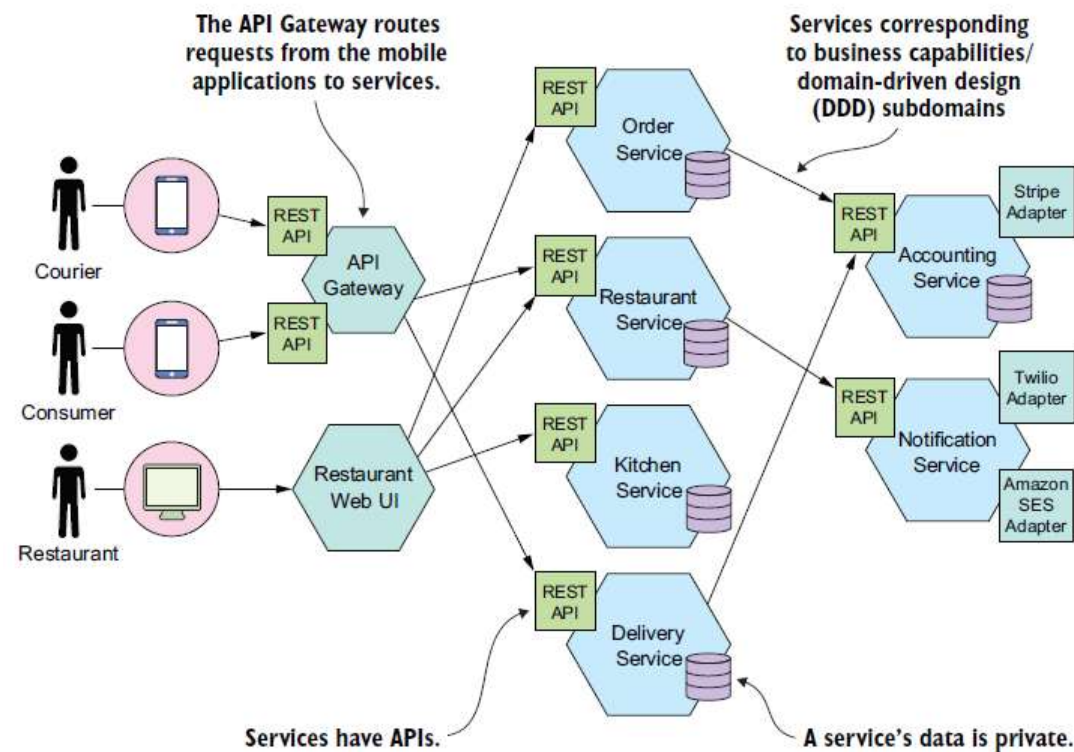 The API Gateway routes
requests from the mobile
applications to services.
Services corresponding
to business capabilities/
domain-driven design
(DDD) subdomains
REST
API
Order
Service
Courier
REST
API
API
Gateway
REST
API
Consumer
REST
API
Restaurant
Service
REST
API
Accounting
Service
Stripe
Adapter
Restaurant
Web UI
Restaurant
REST
API
Kitchen
Service
REST
API
Notification
Service
Twilio
Adapter
Amazon
SES
Adapter
REST
API
Delivery
Service
Services have APIs.
A service’s data is private.